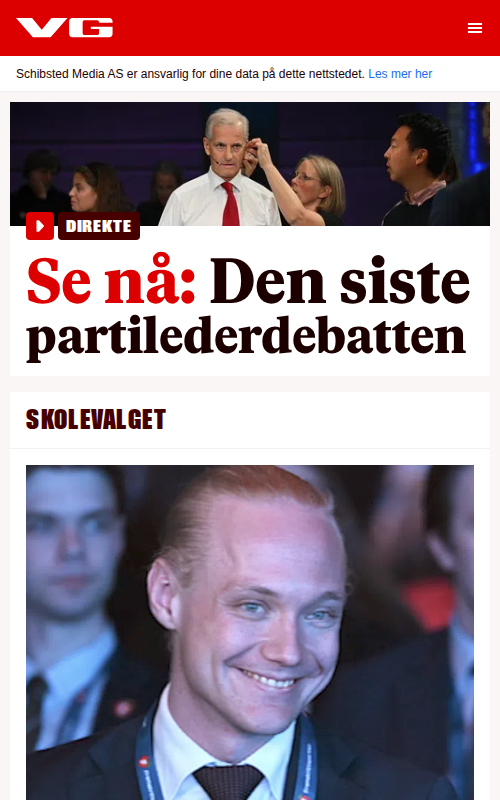 VG
Schibsted Media AS er ansvarlig for dine data på dette nettstedet. Les mer her
DIREKTE
Se nå: Den siste
partilederdebatten
SKOLEVALGET